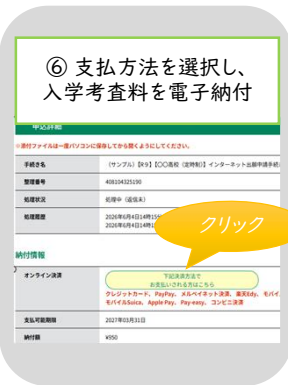 ⑥ 支払方法を選択し、
入学考査料を電子納付
申込詳細
※添付ファイルは一度パソコンに保存してから開くようにしてください。
手続き名 (サンプル)【R9】【〇〇高校(定時制)】インターネット出願申請手続
整理番号 408104325190
処理状況 処理中(返信未)
処理履歴 2026年6月4日14時15分
2026年6月4日14時1
クリック
納付情報
オンライン決済 下記決済方法で
お支払いされる方はこちら
クレジットカード、PayPay、メルペイネット決済、楽天Edy、モバイ
モバイルSuica、Apple Pay、Pay-easy、コンビニ決済
支払可能期間 2027年03月31日
納付額 ¥950